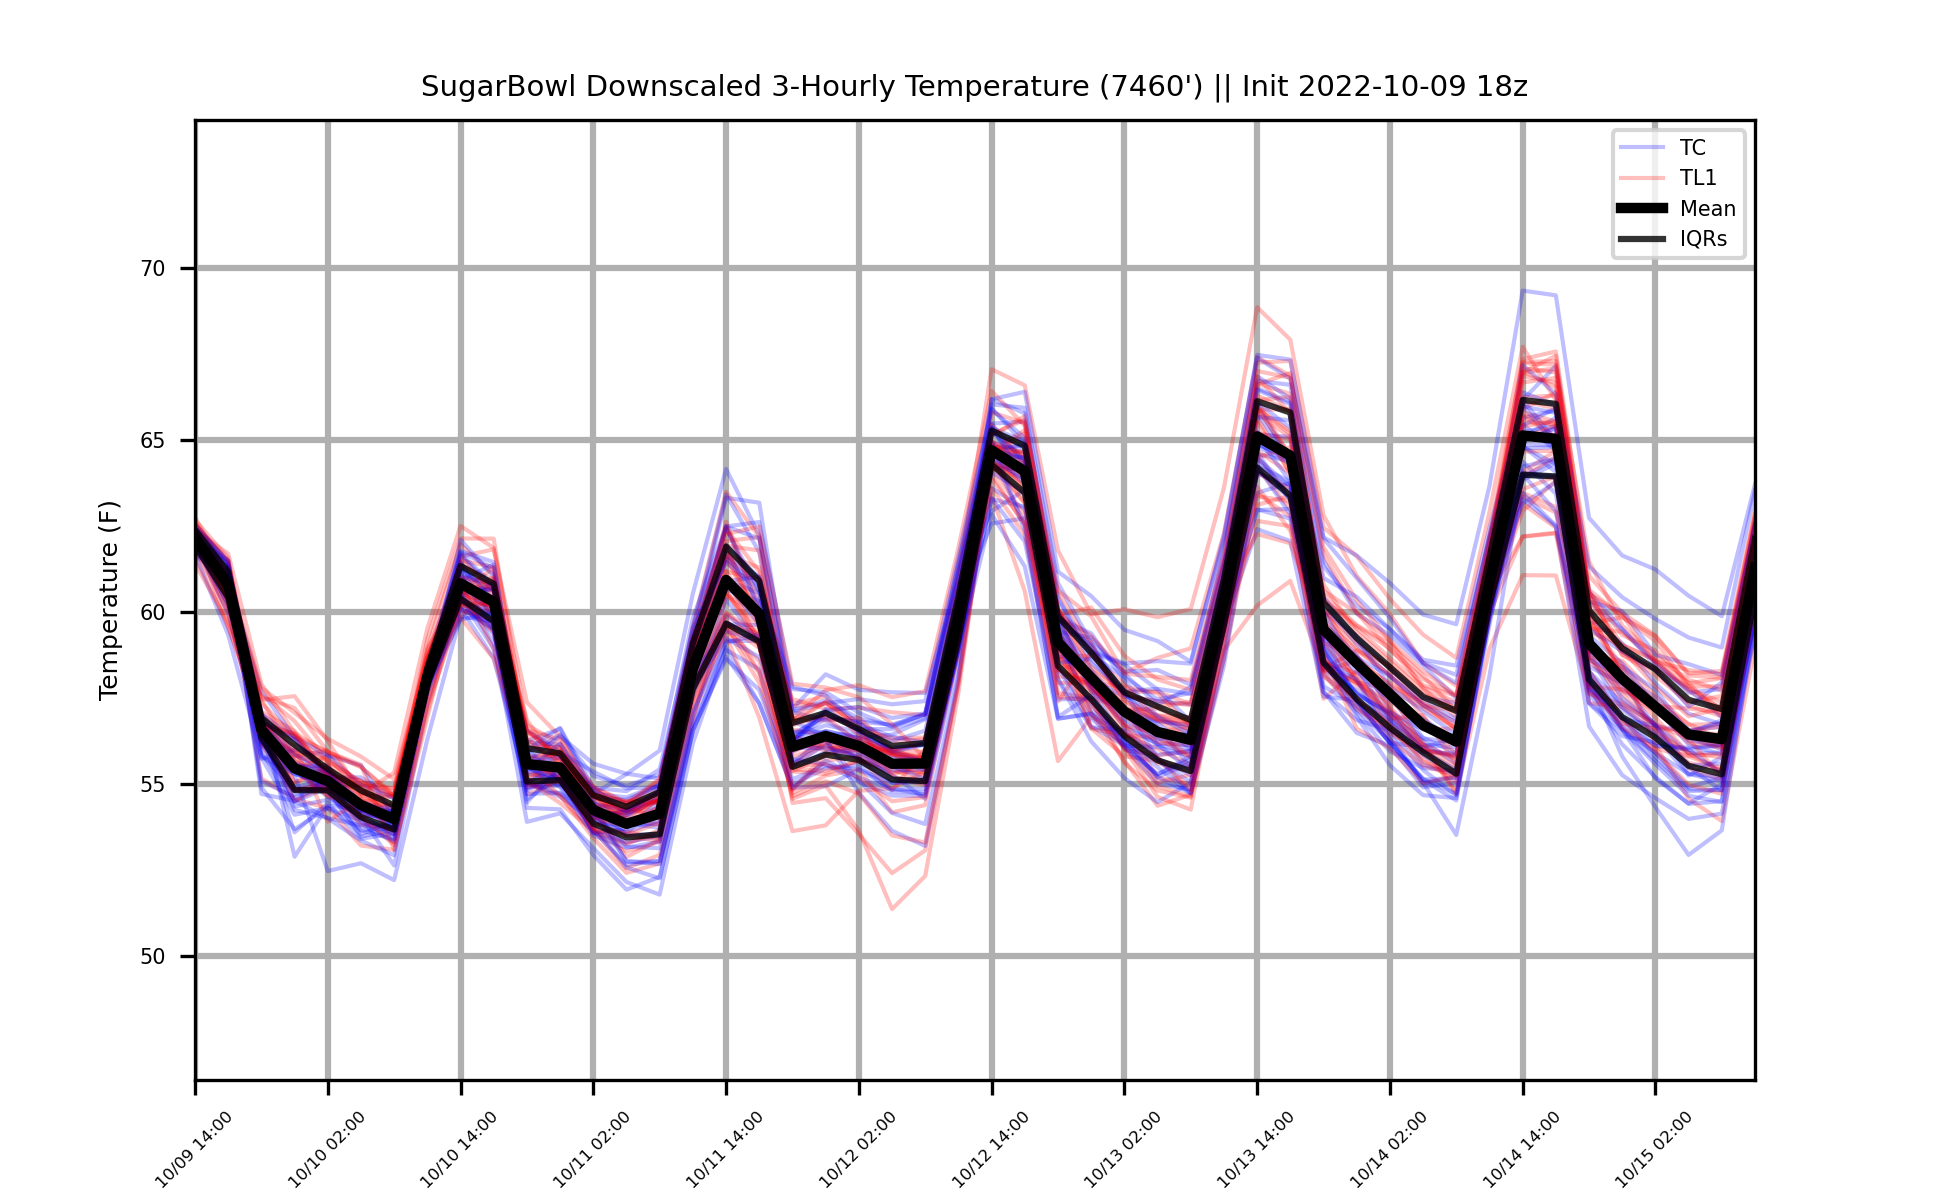 SugarBowl Downscaled 3-Hourly Temperature (7460') || Init 2022-10-09 18z
TC
TL1
Mean
IQRs
Temperature (F)
70
65
60
55
50
10/09 14:00
10/10 02:00
10/10 14:00
10/11 02:00
10/11 14:00
10/12 02:00
10/12 14:00
10/13 02:00
10/13 14:00
10/14 02:00
10/14 14:00
10/15 02:00